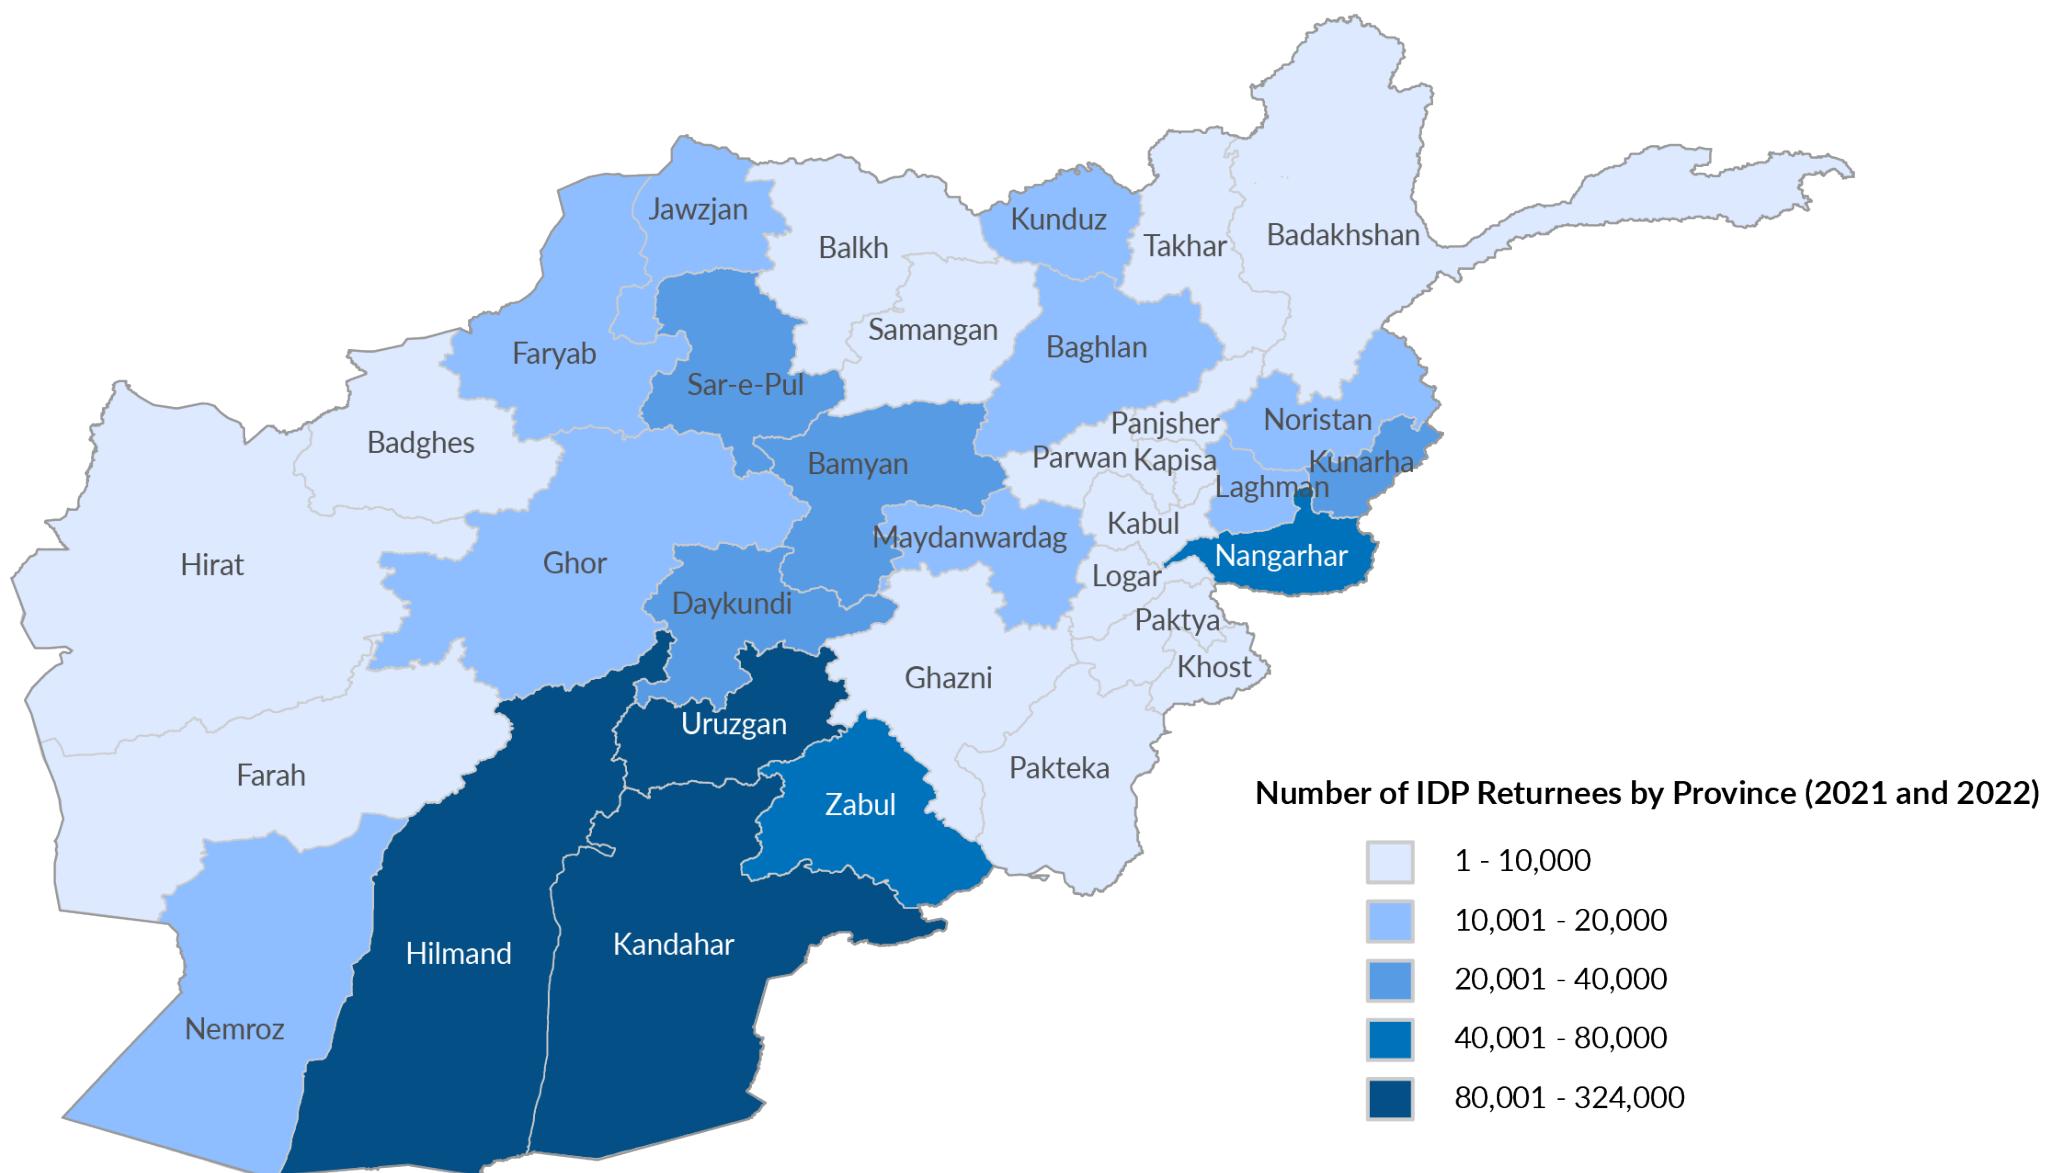 Jawzjan
Kunduz
Balkh
Takhar
Badakhshan
Samangan
Faryab
Baghlan
Sar-e-Pul
Panjsher
Noristan
Badghes
Parwan
Kapisa
Bamyan
Kunarha
Laghman
Kabul
Maydanwardag
Nangarhar
Hirat
Ghor
Logar
Daykundi
Paktya
Ghazni
Khost
Uruzgan
Farah
Pakteka
Zabul
Hilmand
Kandahar
Nemroz
Number of IDP Returnees by Province (2021 and 2022)
1 - 10,000
10,001 - 20,000
20,001 - 40,000
40,001 - 80,000
80,001 - 324,000